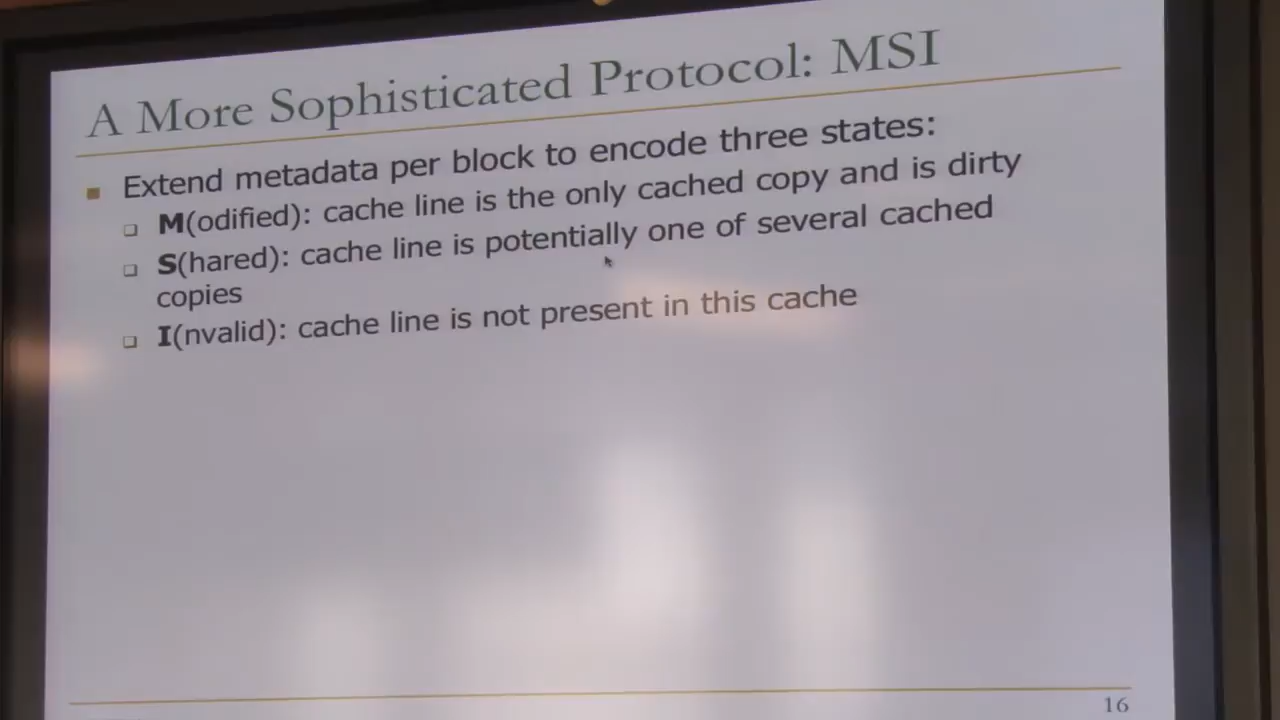 A More Sophisticated Protocol: MSI
Extend metadata per block to encode three states:
M(odified): cache line is the only cached copy and is dirty
S(hared): cache line is potentially one of several cached
copies
I(nvalid): cache line is not present in this cache
16